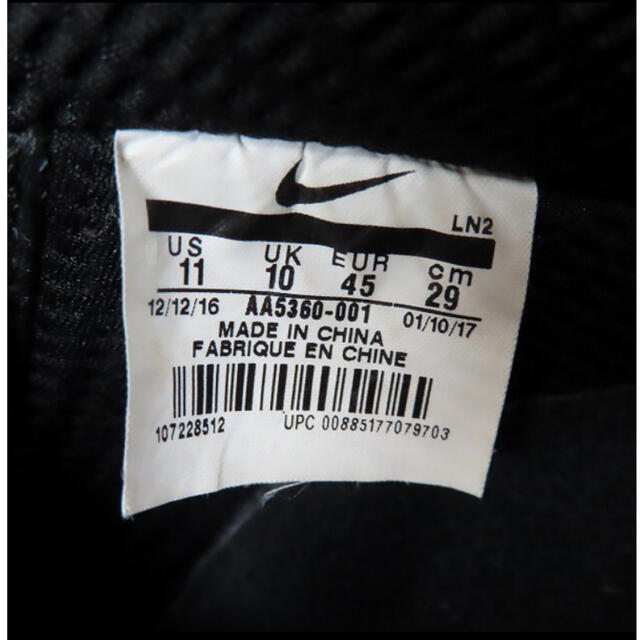 LN2
US UK EUR cm
11 10 45 29
12/12/16 AA5360-001 01/10/17
MADE IN CHINA
FABRIQUE EN CHINE
107228512 UPC 00885177079703